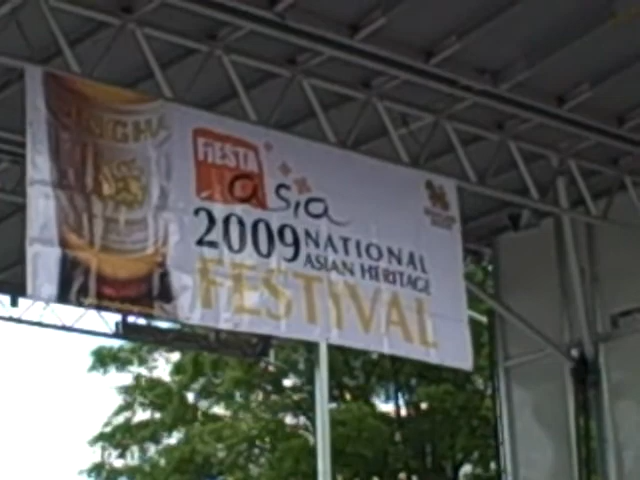 FiESTA
asia
2009 NATIONAL
ASIAN HERITAGE
FESTIVAL